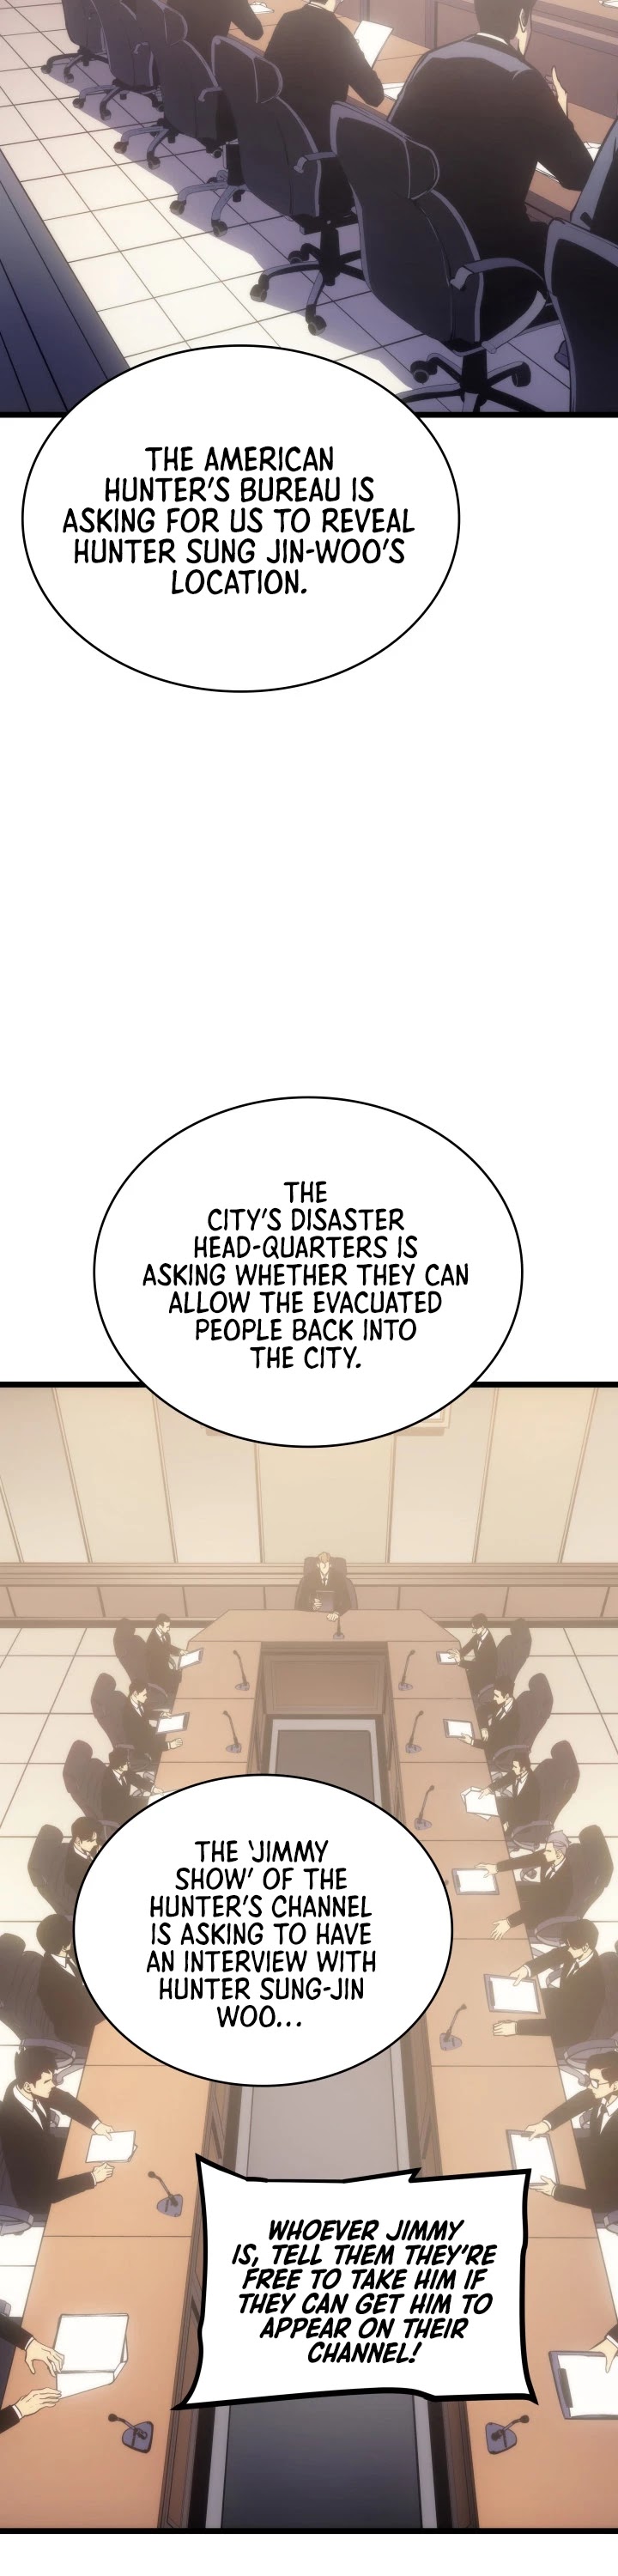 THE AMERICAN
HUNTER'S BUREAU IS
ASKING FOR US TO REVEAL
HUNTER SUNG JIN-WOO'S
LOCATION.
THE
CITY'S DISASTER
HEAD-QUARTERS IS
ASKING WHETHER THEY CAN
ALLOW THE EVACUATED
PEOPLE BACK INTO
THE CITY.
THE 'JIMMY
SHOW' OF THE
HUNTER'S CHANNEL
IS ASKING TO HAVE
AN INTERVIEW WITH
HUNTER SUNG-JIN
WOO...
WHOEVER JIMMY
IS, TELL THEM THEY'RE
FREE TO TAKE HIM IF
THEY CAN GET HIM TO
APPEAR ON THEIR
CHANNEL!